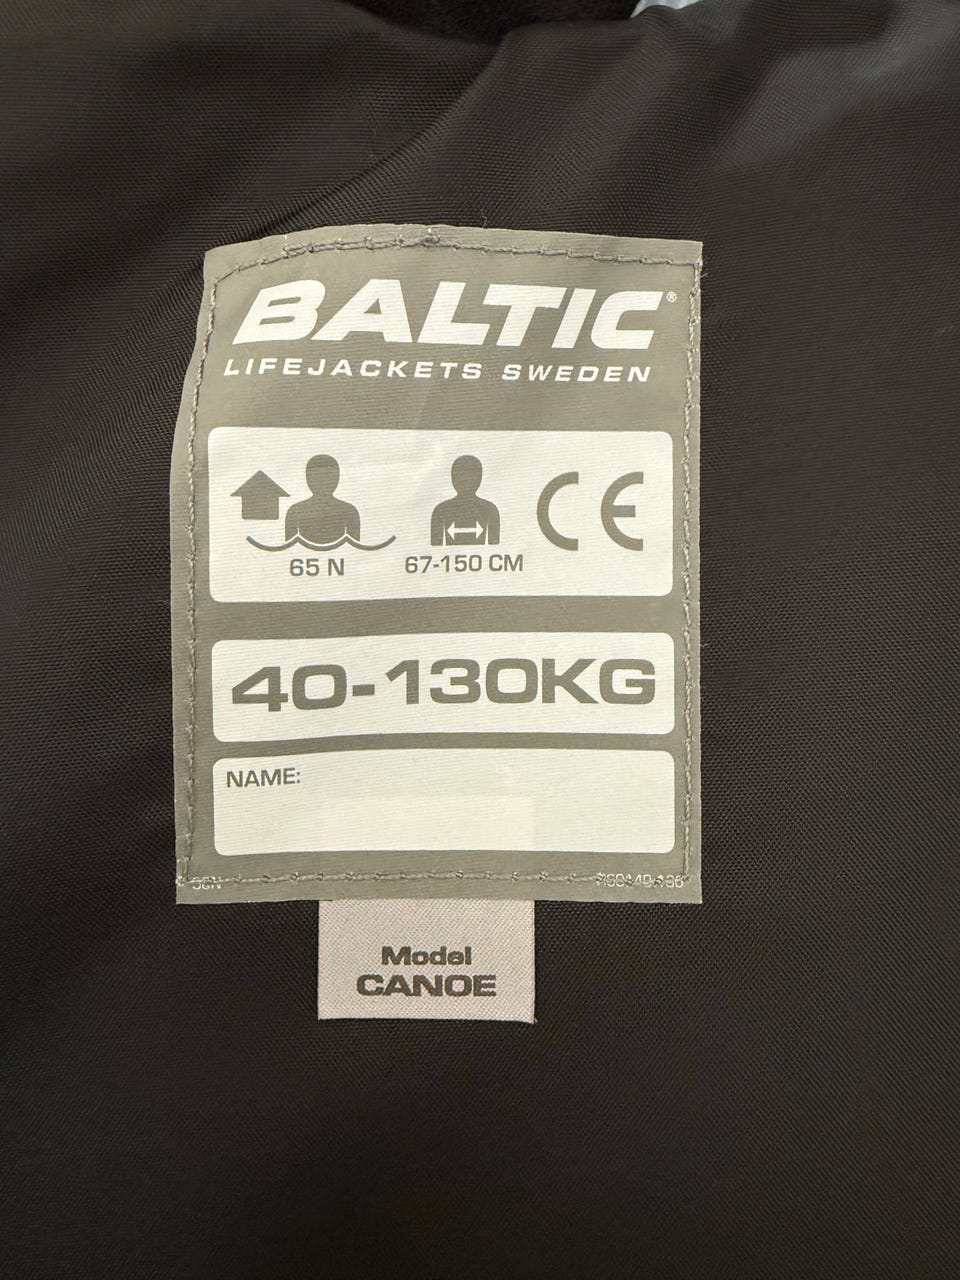 BALTIC®
LIFEJACKETS SWEDEN
65 N
67-150 CM
CE
40-130KG
NAME:
Model
CANOE